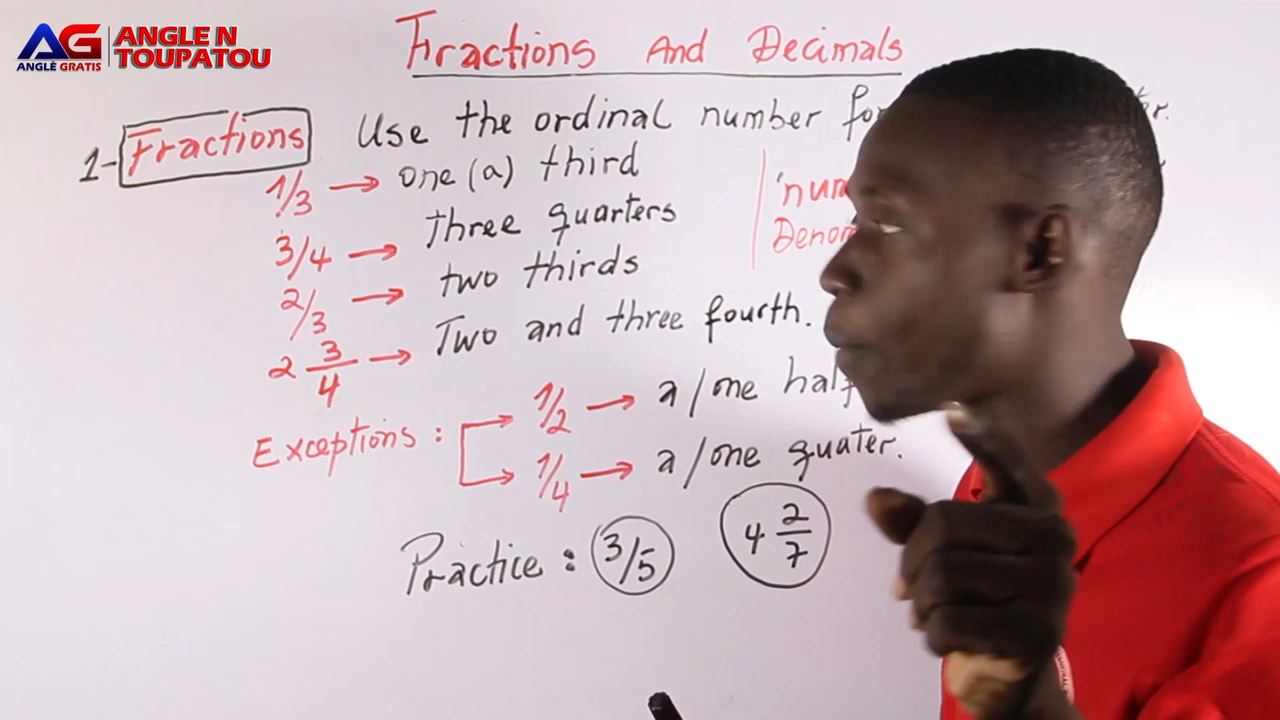 AG
ANGLÈ GRATIS
ANGLE N
TOUPATOU
Fractions And Decimals
1- Fractions Use the ordinal number
1/3 → one (a) third
3/4 → three quarters
2/3 → two thirds
2 3/4 → Two and three fourth.
Exceptions : 1/2 → a/one half
1/4 → a/one quater.
Practice : 3/5 4 2/7